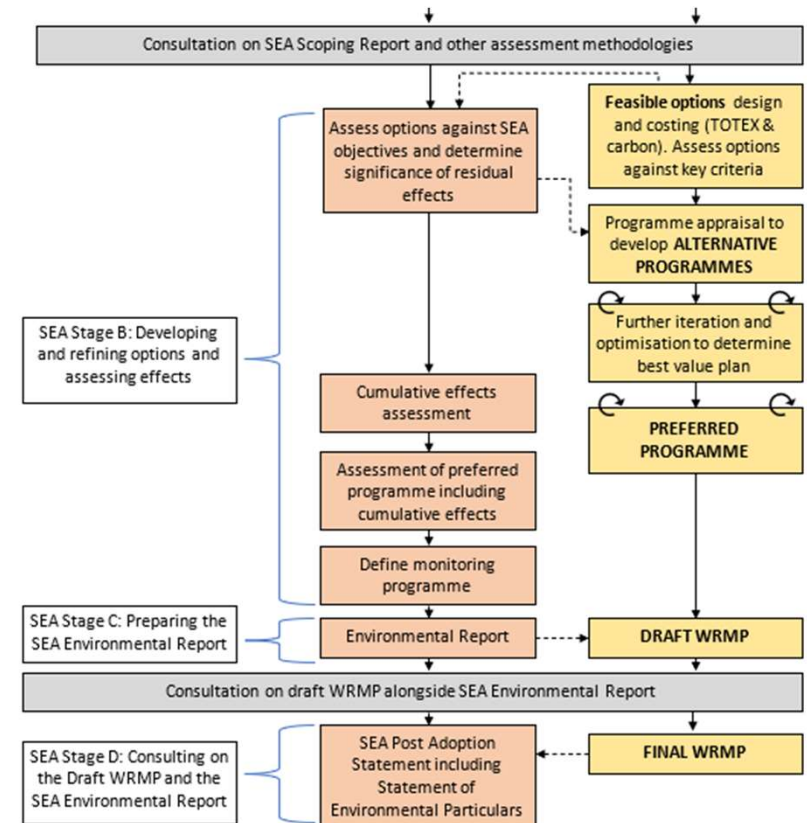 Consultation on SEA Scoping Report and other assessment methodologies
Feasible options design
and costing (TOTEX &
carbon). Assess options
against key criteria
Assess options against SEA
objectives and determine
significance of residual
effects
Programme appraisal to
develop ALTERNATIVE
PROGRAMMES
SEA Stage B: Developing
and refining options and
assessing effects
Further iteration and
optimisation to determine
best value plan
Cumulative effects
assessment
PREFERRED
PROGRAMME
Assessment of preferred
programme including
cumulative effects
Define monitoring
programme
SEA Stage C: Preparing the
SEA Environmental Report
Environmental Report
DRAFT WRMP
Consultation on draft WRMP alongside SEA Environmental Report
SEA Stage D: Consulting on
the Draft WRMP and the
SEA Environmental Report
SEA Post Adoption
Statement including
Statement of
Environmental Particulars
FINAL WRMP